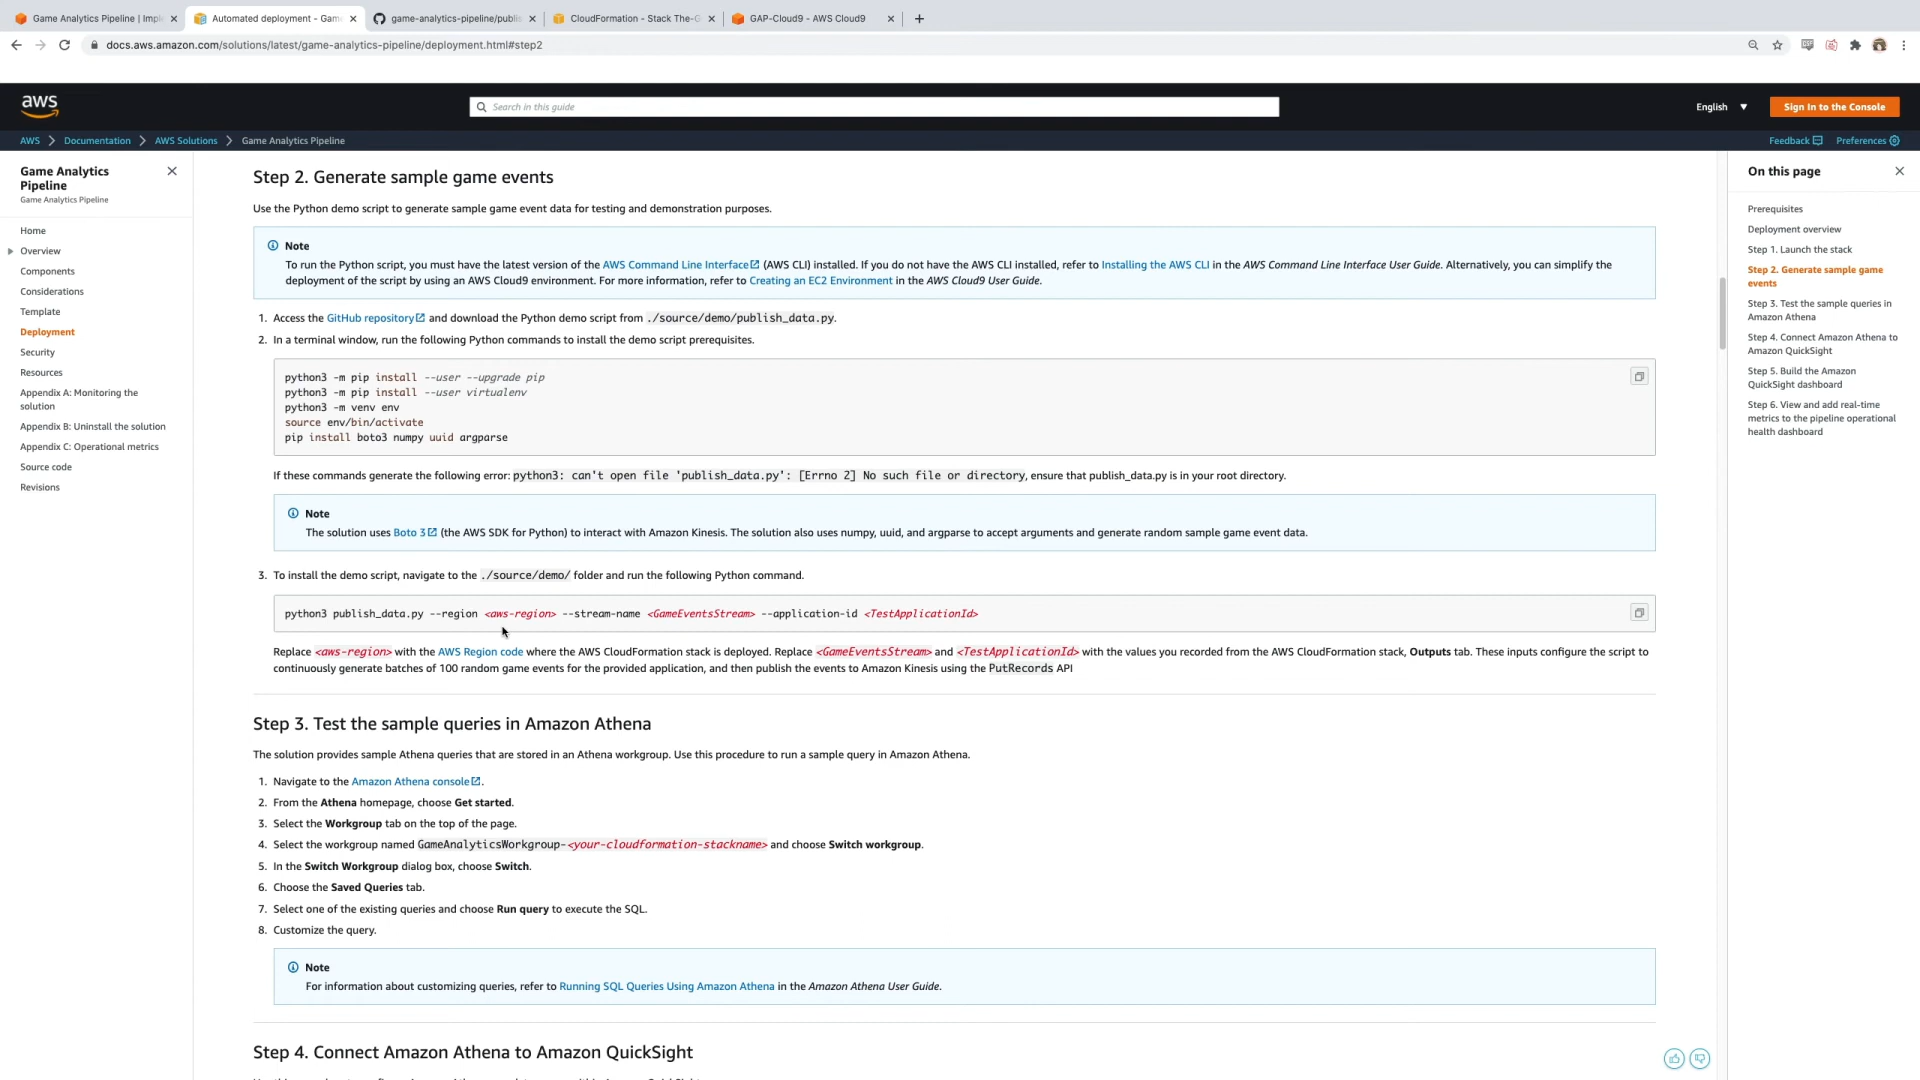 Game Analytics Pipeline | Imple
Automated deployment - Game
game-analytics-pipeline/publis
CloudFormation - Stack The-G
GAP-Cloud9 - AWS Cloud9
docs.aws.amazon.com/solutions/latest/game-analytics-pipeline/deployment.html#step2
aws
Search in this guide
English
Sign In to the Console
AWS
Documentation
AWS Solutions
Game Analytics Pipeline
Feedback
Preferences
Game Analytics
Pipeline
Game Analytics Pipeline
Home
Overview
Components
Considerations
Template
Deployment
Security
Resources
Appendix A: Monitoring the
solution
Appendix B: Uninstall the solution
Appendix C: Operational metrics
Source code
Revisions
Step 2. Generate sample game events
Use the Python demo script to generate sample game event data for testing and demonstration purposes.
Note
To run the Python script, you must have the latest version of the AWS Command Line Interface (AWS CLI) installed. If you do not have the AWS CLI installed, refer to Installing the AWS CLI in the AWS Command Line Interface User Guide. Alternatively, you can simplify the
deployment of the script by using an AWS Cloud9 environment. For more information, refer to Creating an EC2 Environment in the AWS Cloud9 User Guide.
1. Access the GitHub repository and download the Python demo script from ./source/demo/publish_data.py.
2. In a terminal window, run the following Python commands to install the demo script prerequisites.
python3 -m pip install --user --upgrade pip
python3 -m pip install --user virtualenv
python3 -m venv env
source env/bin/activate
pip install boto3 numpy uuid argparse
If these commands generate the following error: python3: can't open file 'publish_data.py': [Errno 2] No such file or directory, ensure that publish_data.py is in your root directory.
Note
The solution uses Boto 3 (the AWS SDK for Python) to interact with Amazon Kinesis. The solution also uses numpy, uuid, and argparse to accept arguments and generate random sample game event data.
3. To install the demo script, navigate to the ./source/demo/ folder and run the following Python command.
python3 publish_data.py --region <aws-region> --stream-name <GameEventsStream> --application-id <TestApplicationId>
Replace <aws-region> with the AWS Region code where the AWS CloudFormation stack is deployed. Replace <GameEventsStream> and <TestApplicationId> with the values you recorded from the AWS CloudFormation stack, Outputs tab. These inputs configure the script to
continuously generate batches of 100 random game events for the provided application, and then publish the events to Amazon Kinesis using the PutRecords API
Step 3. Test the sample queries in Amazon Athena
The solution provides sample Athena queries that are stored in an Athena workgroup. Use this procedure to run a sample query in Amazon Athena.
1. Navigate to the Amazon Athena console.
2. From the Athena homepage, choose Get started.
3. Select the Workgroup tab on the top of the page.
4. Select the workgroup named GameAnalyticsWorkgroup-<your-cloudformation-stackname> and choose Switch workgroup.
5. In the Switch Workgroup dialog box, choose Switch.
6. Choose the Saved Queries tab.
7. Select one of the existing queries and choose Run query to execute the SQL.
8. Customize the query.
Note
For information about customizing queries, refer to Running SQL Queries Using Amazon Athena in the Amazon Athena User Guide.
Step 4. Connect Amazon Athena to Amazon QuickSight
On this page
Prerequisites
Deployment overview
Step 1. Launch the stack
Step 2. Generate sample game
events
Step 3. Test the sample queries in
Amazon Athena
Step 4. Connect Amazon Athena to
Amazon QuickSight
Step 5. Build the Amazon
QuickSight dashboard
Step 6. View and add real-time
metrics to the pipeline operational
health dashboard